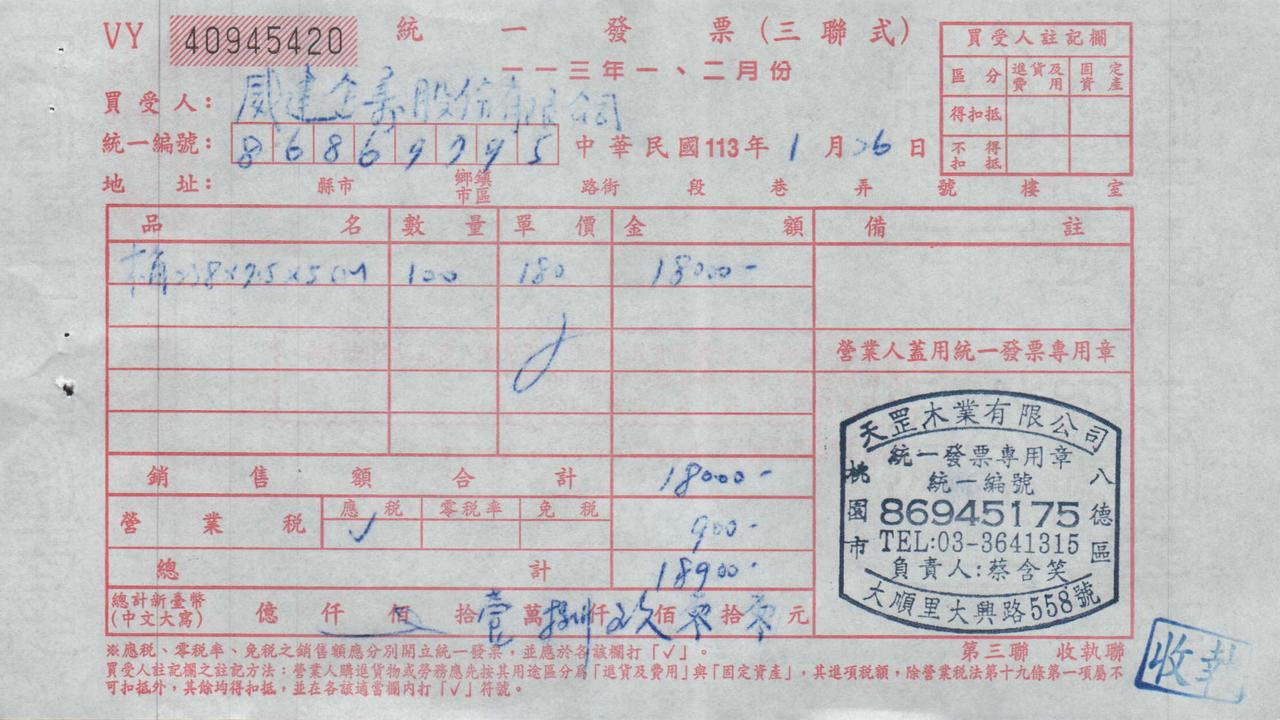 VY 40945420 統一發票(三聯式)
一一三年一、二月份
買受人註記欄
區分 進貨及費用 固定資產
得扣抵
不得扣抵
買受人: 威建企業股份有限公司
統一編號: 86869795 中華民國113年1月26日
地址: 縣市 鄉鎮市區 路街 段 巷 弄 號 樓 室
品名 數量 單價 金額 備註
238x7.5x5cm 100 180 18000-
營業人蓋用統一發票專用章
銷售額合計 18000-
營業稅 應稅 ✓ 零稅率 免稅 900-
總計 18900-
總計新臺幣(中文大寫) 億 仟 佰 拾 壹 萬 捌 仟 玖 佰 零 拾 零 元
天罡木業有限公司
統一發票專用章
統一編號
86945175
TEL:03-3641315
負責人:蔡含笑
桃園市
八德區
大順里大興路558號
※應稅、零稅率、免稅之銷售額應分別開立統一發票,並應於各該欄打「✓」。
第三聯 收執聯
買受人註記欄之註記方法:營業人購進貨物或勞務應先按其用途區分為「進貨及費用」與「固定資產」,其進項稅額,除營業稅法第十九條第一項屬不
可扣抵外,其餘均得扣抵,並在各該適當欄內打「✓」符號。
收執